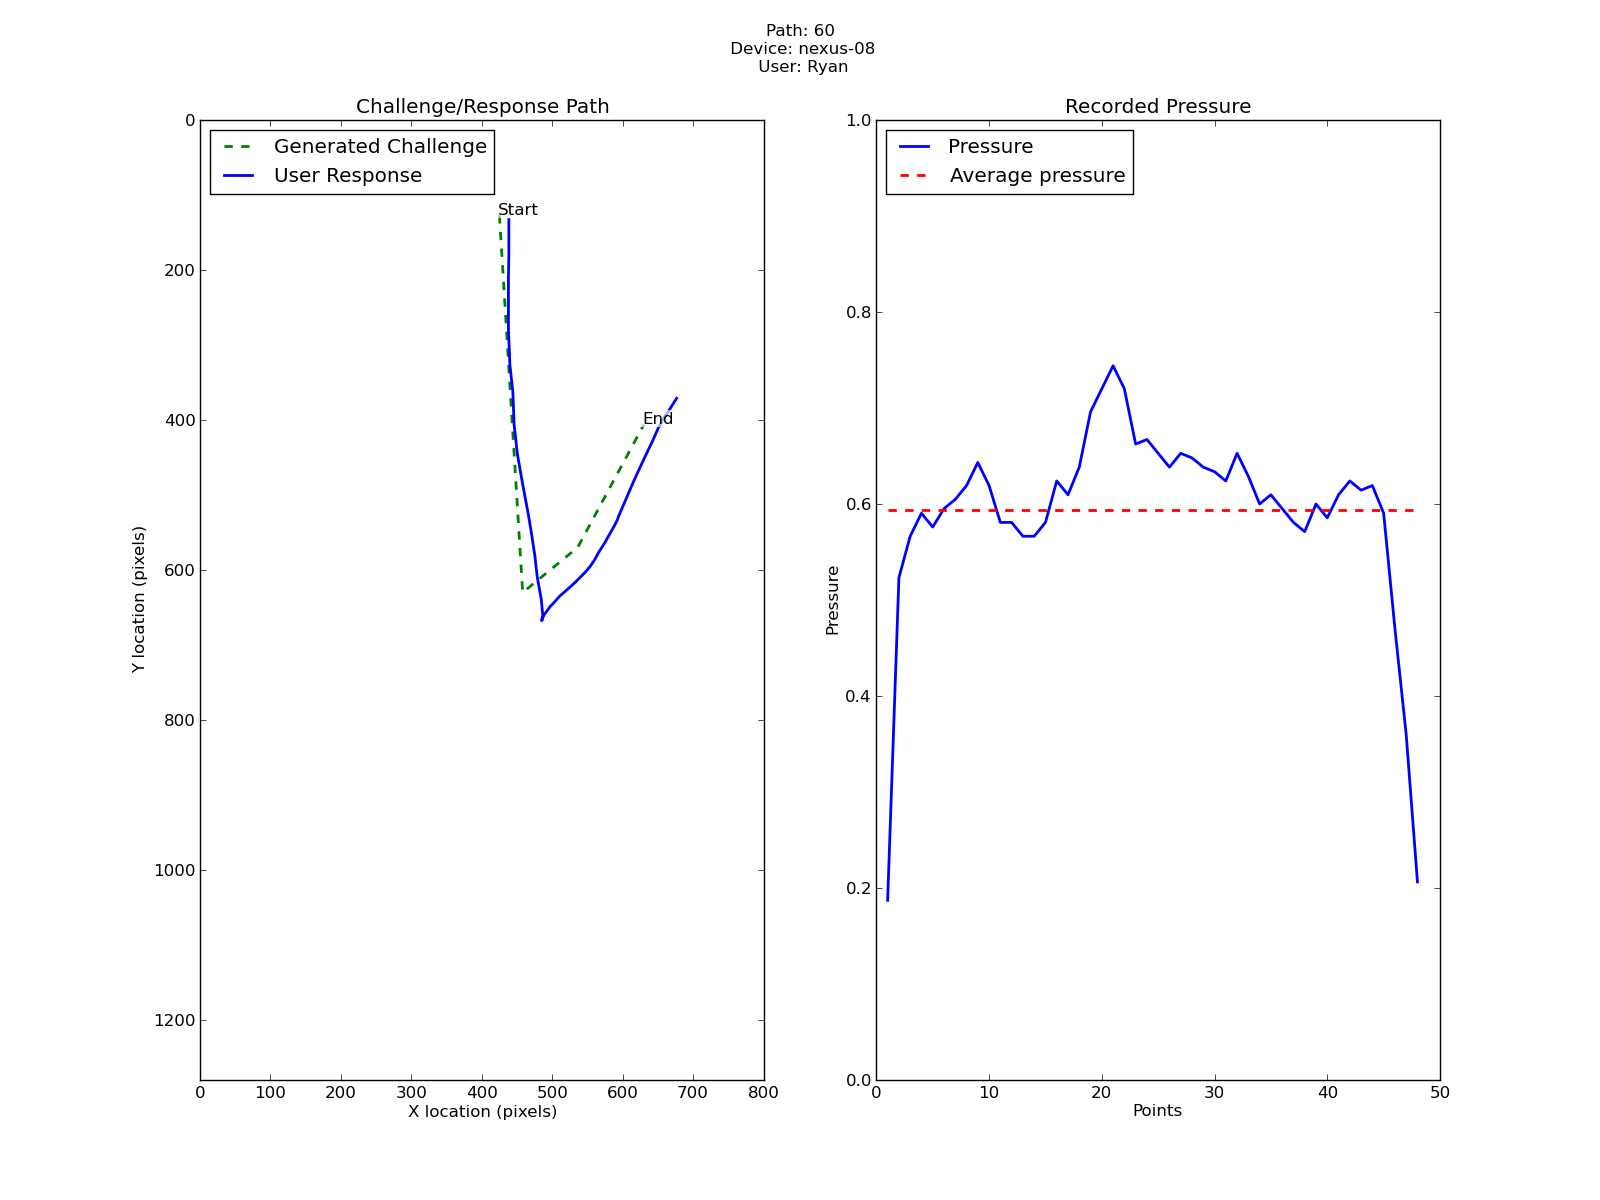 Path: 60
Device: nexus-08
User: Ryan
Challenge/Response Path
Generated Challenge
User Response
Start
End
0
200
400
600
800
1000
1200
Y location (pixels)
0 100 200 300 400 500 600 700 800
X location (pixels)
Recorded Pressure
Pressure
Average pressure
1.0
0.8
0.6
0.4
0.2
0.0
Pressure
0 10 20 30 40 50
Points